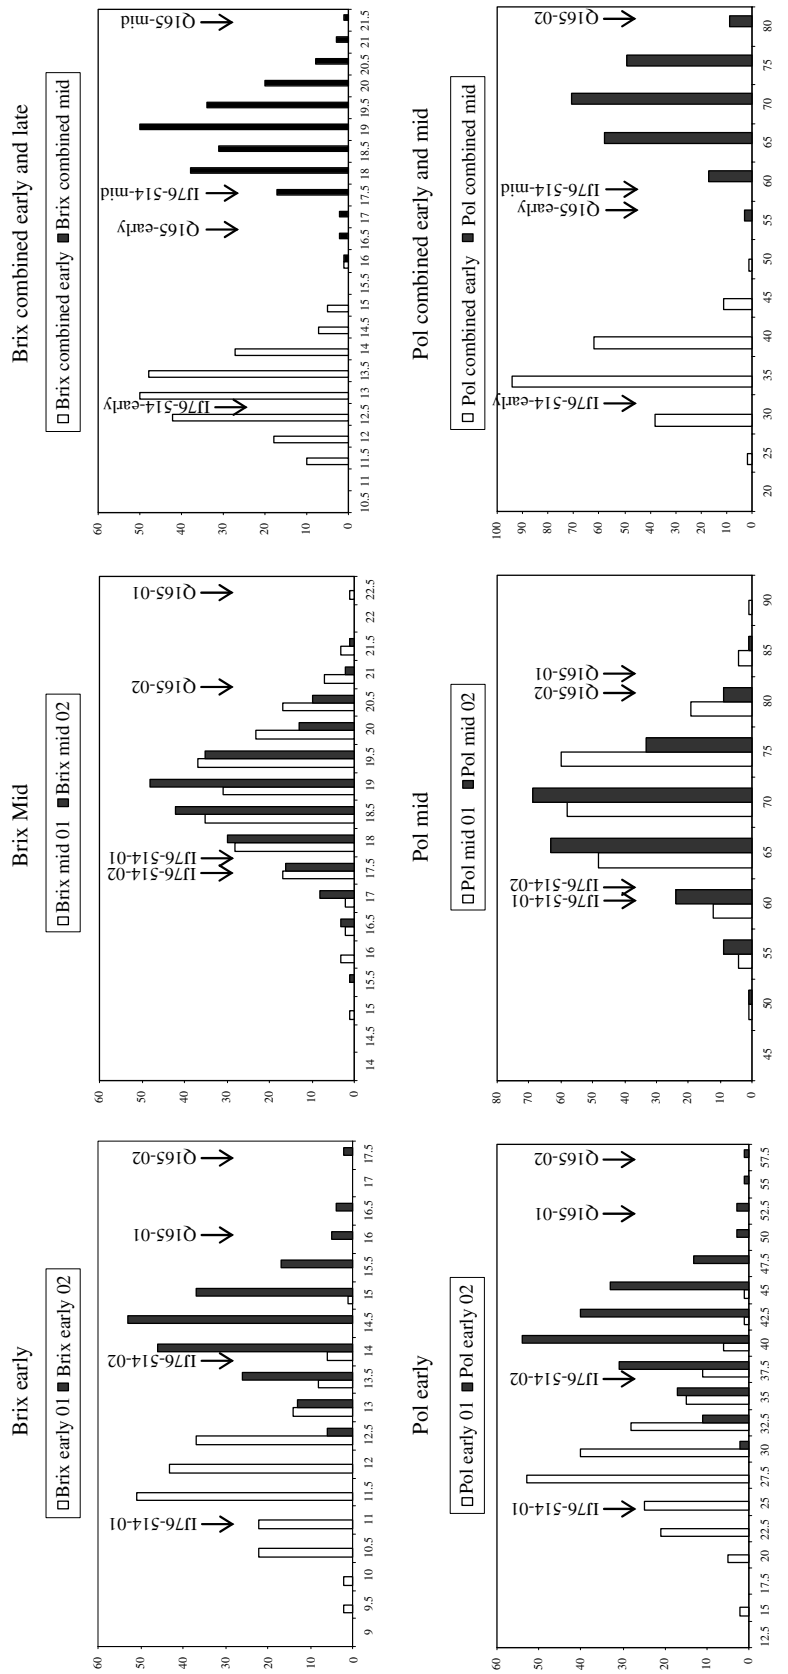 Brix early
Brix early 01 Brix early 02
60
50
40
30
20
10
0
IJ76-514-01
IJ76-514-02
Q165-01
Q165-02
9 9.5 10 10.5 11 11.5 12 12.5 13 13.5 14 14.5 15 15.5 16 16.5 17 17.5
Brix Mid
Brix mid 01 Brix mid 02
60
50
40
30
20
10
0
IJ76-514-02
IJ76-514-01
Q165-02
Q165-01
14 14.5 15 15.5 16 16.5 17 17.5 18 18.5 19 19.5 20 20.5 21 21.5 22 22.5
Brix combined early and late
Brix combined early Brix combined mid
60
50
40
30
20
10
0
IJ76-514-early
Q165-early
IJ76-514-mid
Q165-mid
10.5 11 11.5 12 12.5 13 13.5 14 14.5 15 15.5 16 16.5 17 17.5 18 18.5 19 19.5 20 20.5 21 21.5
Pol early
Pol early 01 Pol early 02
60
50
40
30
20
10
0
IJ76-514-01
IJ76-514-02
Q165-01
Q165-02
12.5 15 17.5 20 22.5 25 27.5 30 32.5 35 37.5 40 42.5 45 47.5 50 52.5 55 57.5
Pol mid
Pol mid 01 Pol mid 02
80
70
60
50
40
30
20
10
0
IJ76-514-01
IJ76-514-02
Q165-02
Q165-01
45 50 55 60 65 70 75 80 85 90
Pol combined early and mid
Pol combined early Pol combined mid
100
90
80
70
60
50
40
30
20
10
0
IJ76-514-early
Q165-early
IJ76-514-mid
Q165-02
20 25 30 35 40 45 50 55 60 65 70 75 80